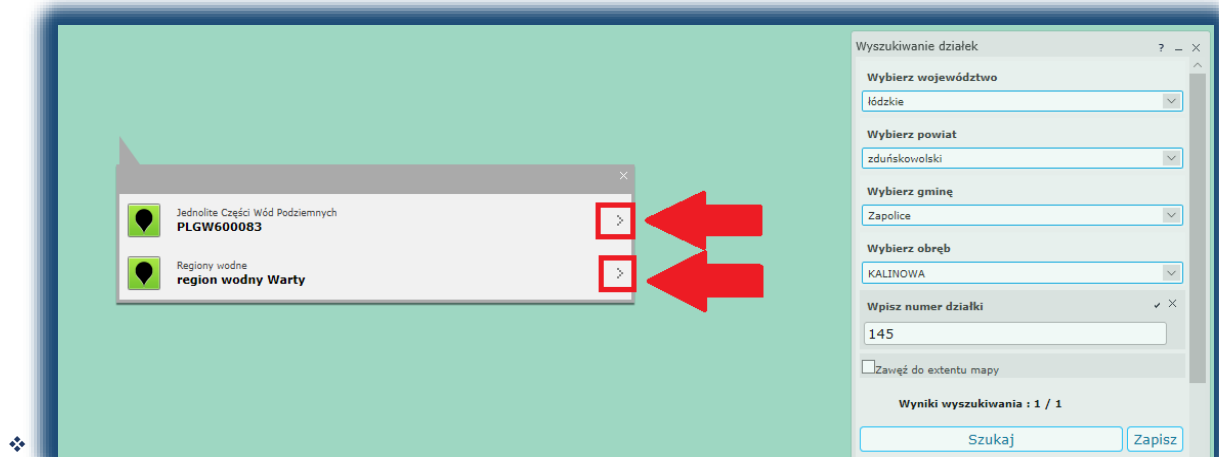 Jednolite Części Wód Podziemnych
PLGW600083
Regiony wodne
region wodny Warty
Wyszukiwanie działek
Wybierz województwo
łódzkie
Wybierz powiat
zduńskowolski
Wybierz gminę
Zapolice
Wybierz obręb
KALINOWA
Wpisz numer działki
145
Zawęź do extentu mapy
Wyniki wyszukiwania : 1 / 1
Szukaj Zapisz